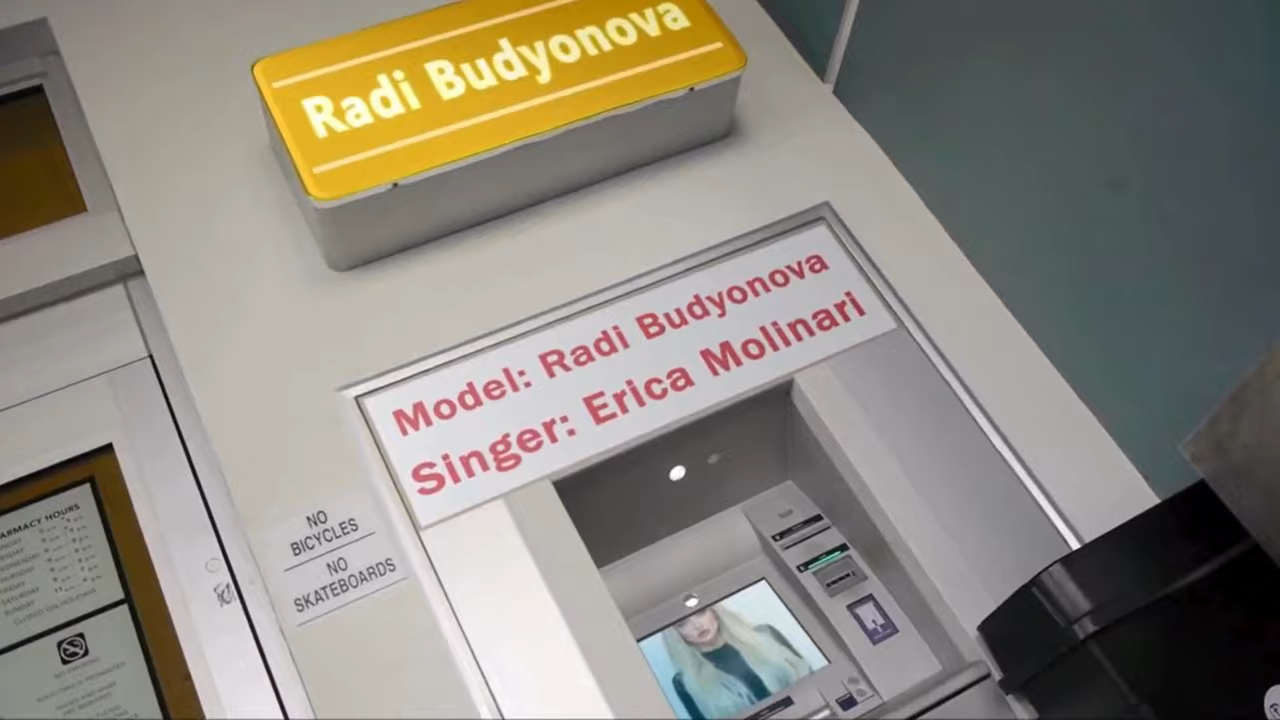 Radi Budyonova
Model: Radi Budyonova
Singer: Erica Molinari
NO
BICYCLES
NO
SKATEBOARDS
PHARMACY HOURS